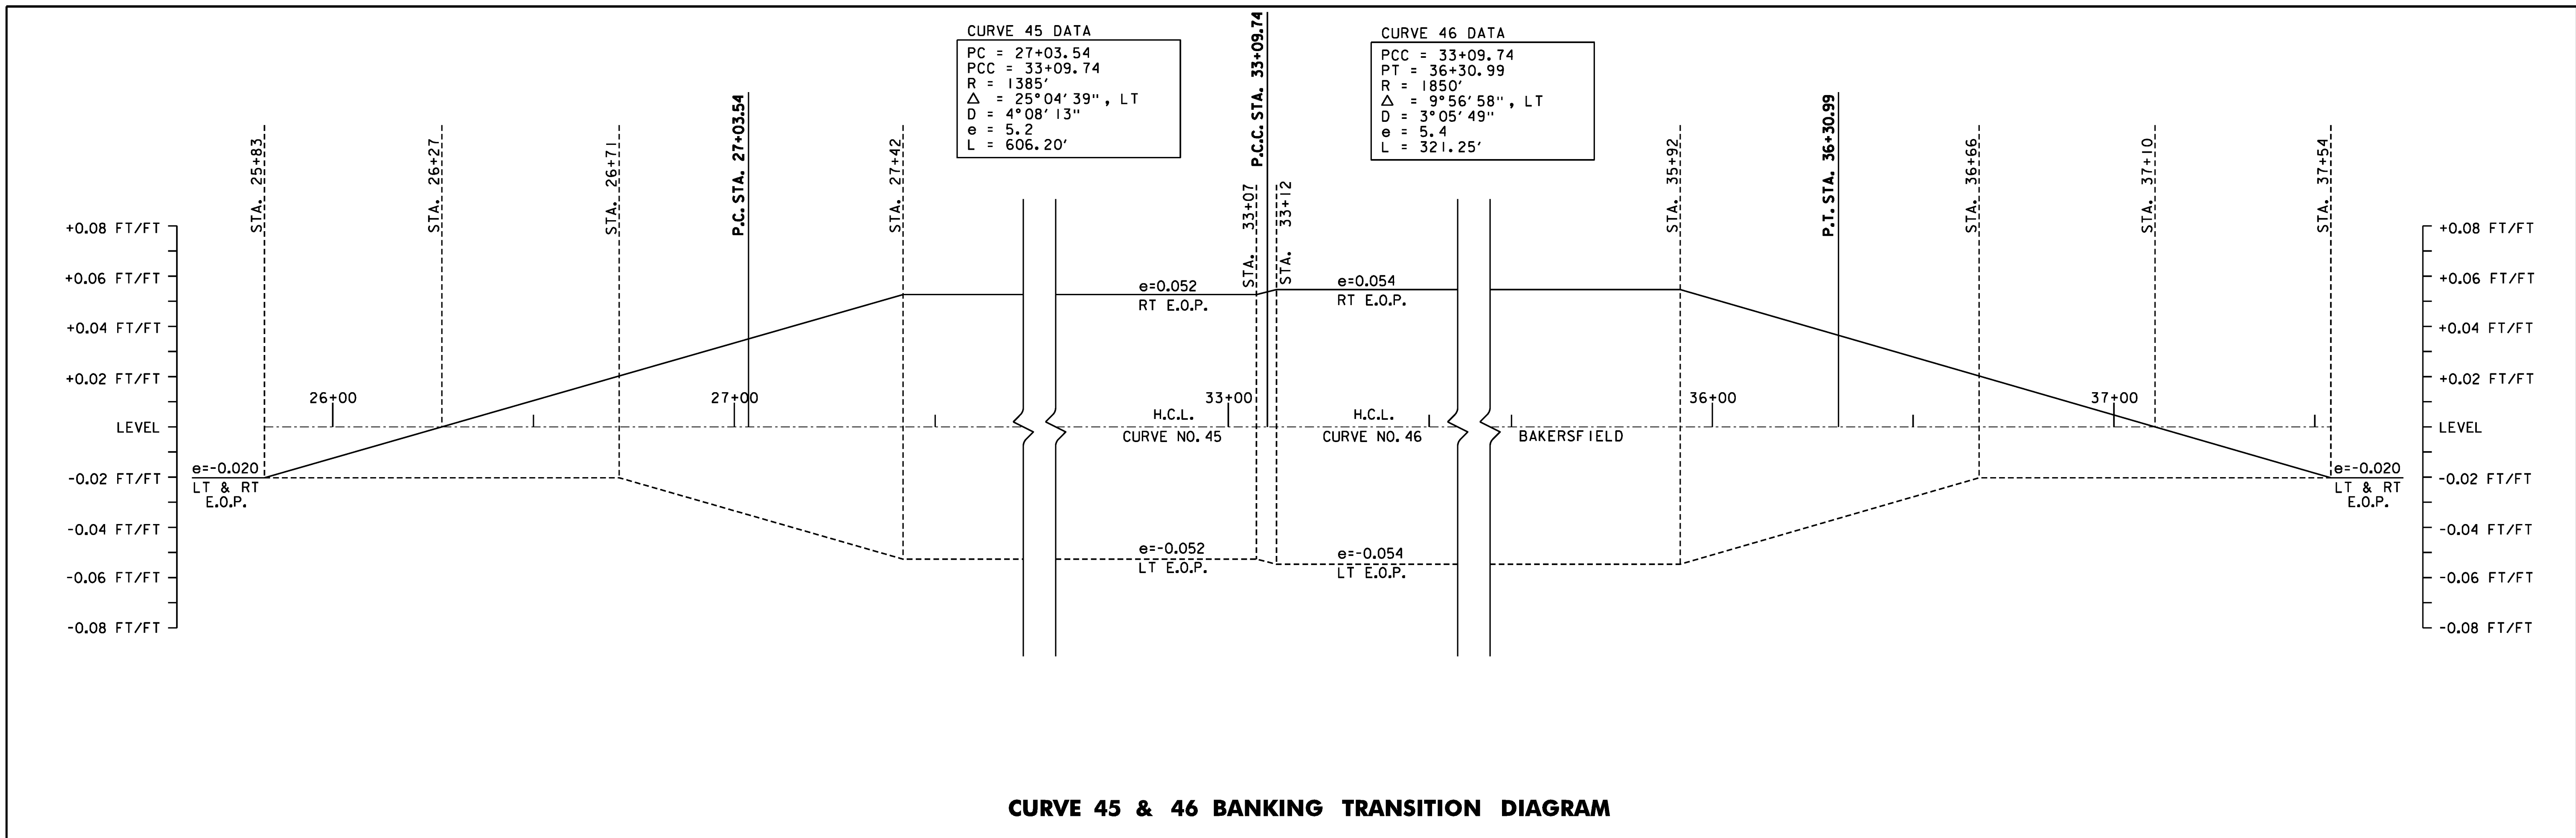 CURVE 45 DATA
PC = 27+03.54
PCC = 33+09.74
R = 1385'
△ = 25°04'39", LT
D = 4°08'13"
e = 5.2
L = 606.20'
CURVE 46 DATA
PCC = 33+09.74
PT = 36+30.99
R = 1850'
△ = 9°56'58", LT
D = 3°05'49"
e = 5.4
L = 321.25'
STA. 25+83
STA. 26+27
STA. 26+71
P.C. STA. 27+03.54
STA. 27+42
STA. 33+07
P.C.C. STA. 33+09.74
STA. 33+12
STA. 35+92
P.T. STA. 36+30.99
STA. 36+66
STA. 37+10
STA. 37+54
+0.08 FT/FT
+0.06 FT/FT
+0.04 FT/FT
+0.02 FT/FT
LEVEL
-0.02 FT/FT
-0.04 FT/FT
-0.06 FT/FT
-0.08 FT/FT
e=-0.020
LT & RT
E.O.P.
26+00
27+00
33+00
36+00
37+00
e=0.052
RT E.O.P.
e=0.054
RT E.O.P.
H.C.L.
CURVE NO. 45
H.C.L.
CURVE NO. 46
BAKERSFIELD
e=-0.052
LT E.O.P.
e=-0.054
LT E.O.P.
e=-0.020
LT & RT
E.O.P.
+0.08 FT/FT
+0.06 FT/FT
+0.04 FT/FT
+0.02 FT/FT
LEVEL
-0.02 FT/FT
-0.04 FT/FT
-0.06 FT/FT
-0.08 FT/FT
CURVE 45 & 46 BANKING TRANSITION DIAGRAM